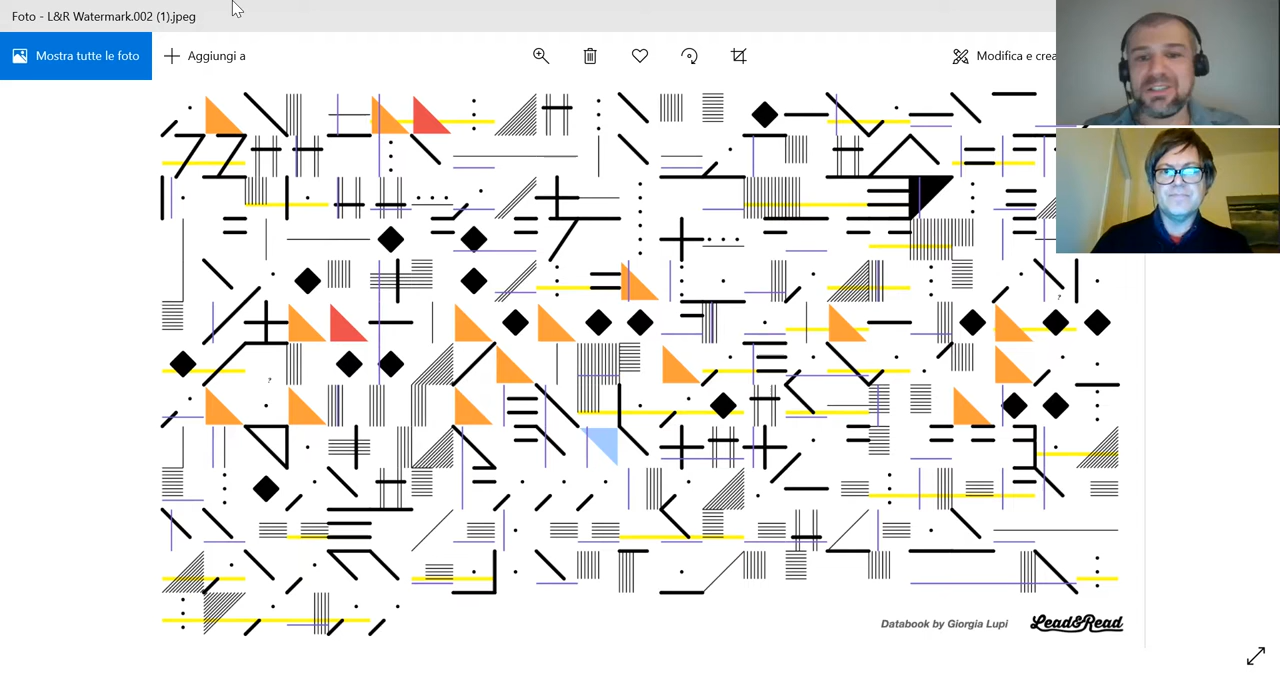 Foto - L&R Watermark.002 (1).jpeg
Mostra tutte le foto
Aggiungi a
Modifica e crea
?
?
Databook by Giorgia Lupi
Lead&Read